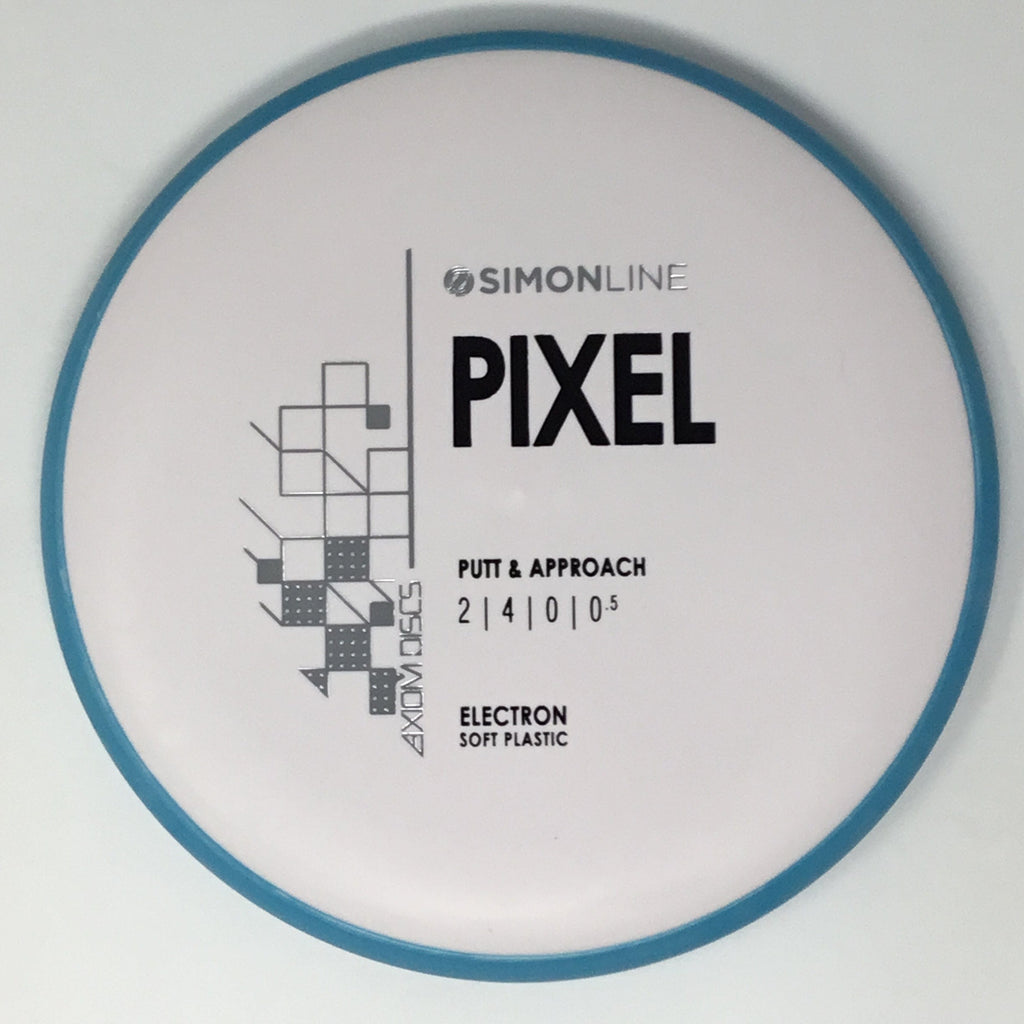 SIMONLINE
PIXEL
PUTT & APPROACH
2 | 4 | 0 | 0.5
ELECTRON
SOFT PLASTIC
AXIOM DISCS